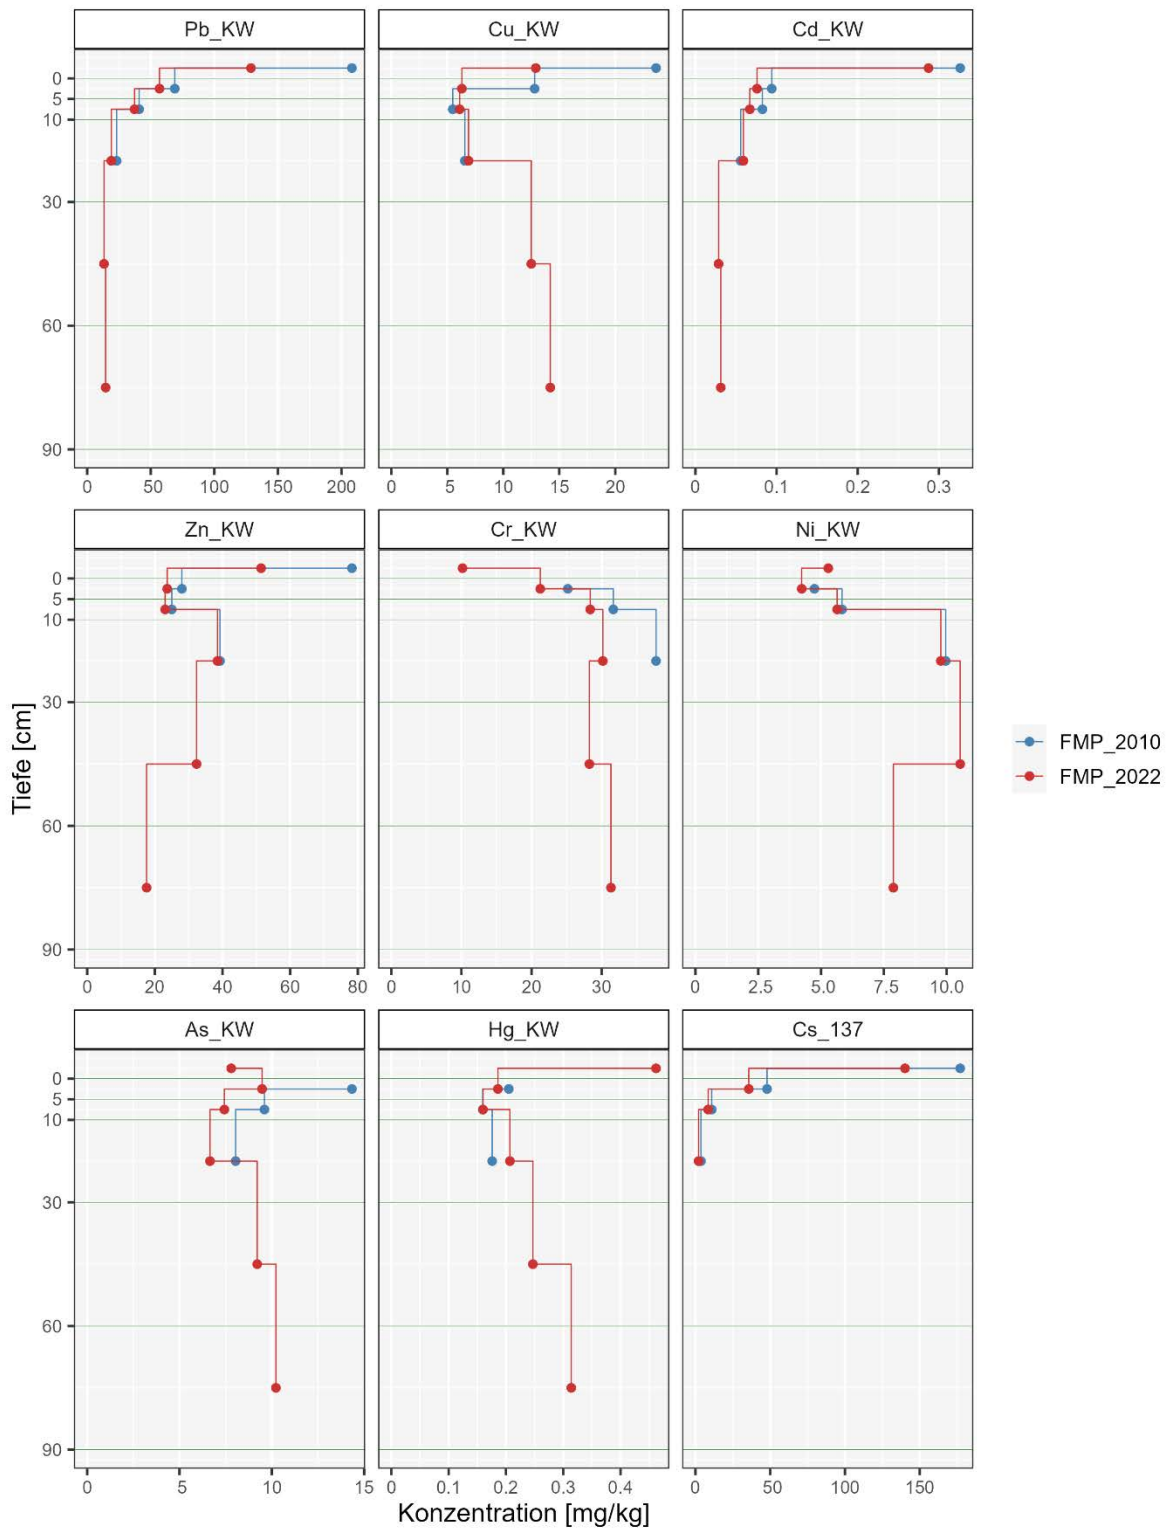 Pb_KW Cu_KW Cd_KW
0
5
10
30
60
90
0 50 100 150 200 0 5 10 15 20 0 0.1 0.2 0.3
Zn_KW Cr_KW Ni_KW
0
5
10
30
60
90
0 20 40 60 80 0 10 20 30 0 2.5 5.0 7.5 10.0
As_KW Hg_KW Cs_137
0
5
10
30
60
90
0 5 10 15 0 0.1 0.2 0.3 0.4 0 50 100 150
Tiefe [cm]
Konzentration [mg/kg]
FMP_2010
FMP_2022